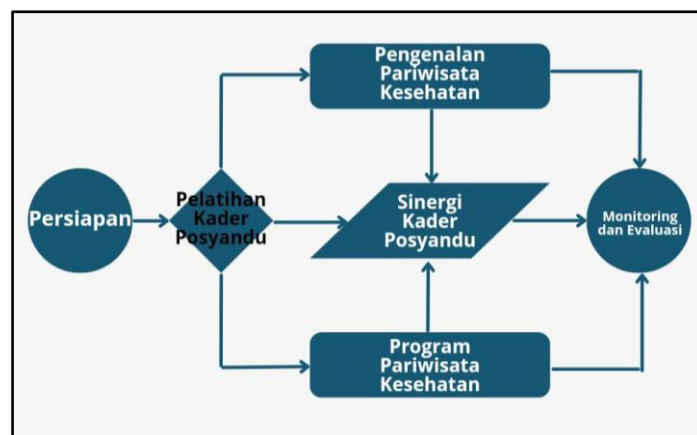 Pengenalan
Pariwisata
Kesehatan
Persiapan
Pelatihan
Kader
Posyandu
Sinergi
Kader
Posyandu
Monitoring
dan Evaluasi
Program
Pariwisata
Kesehatan